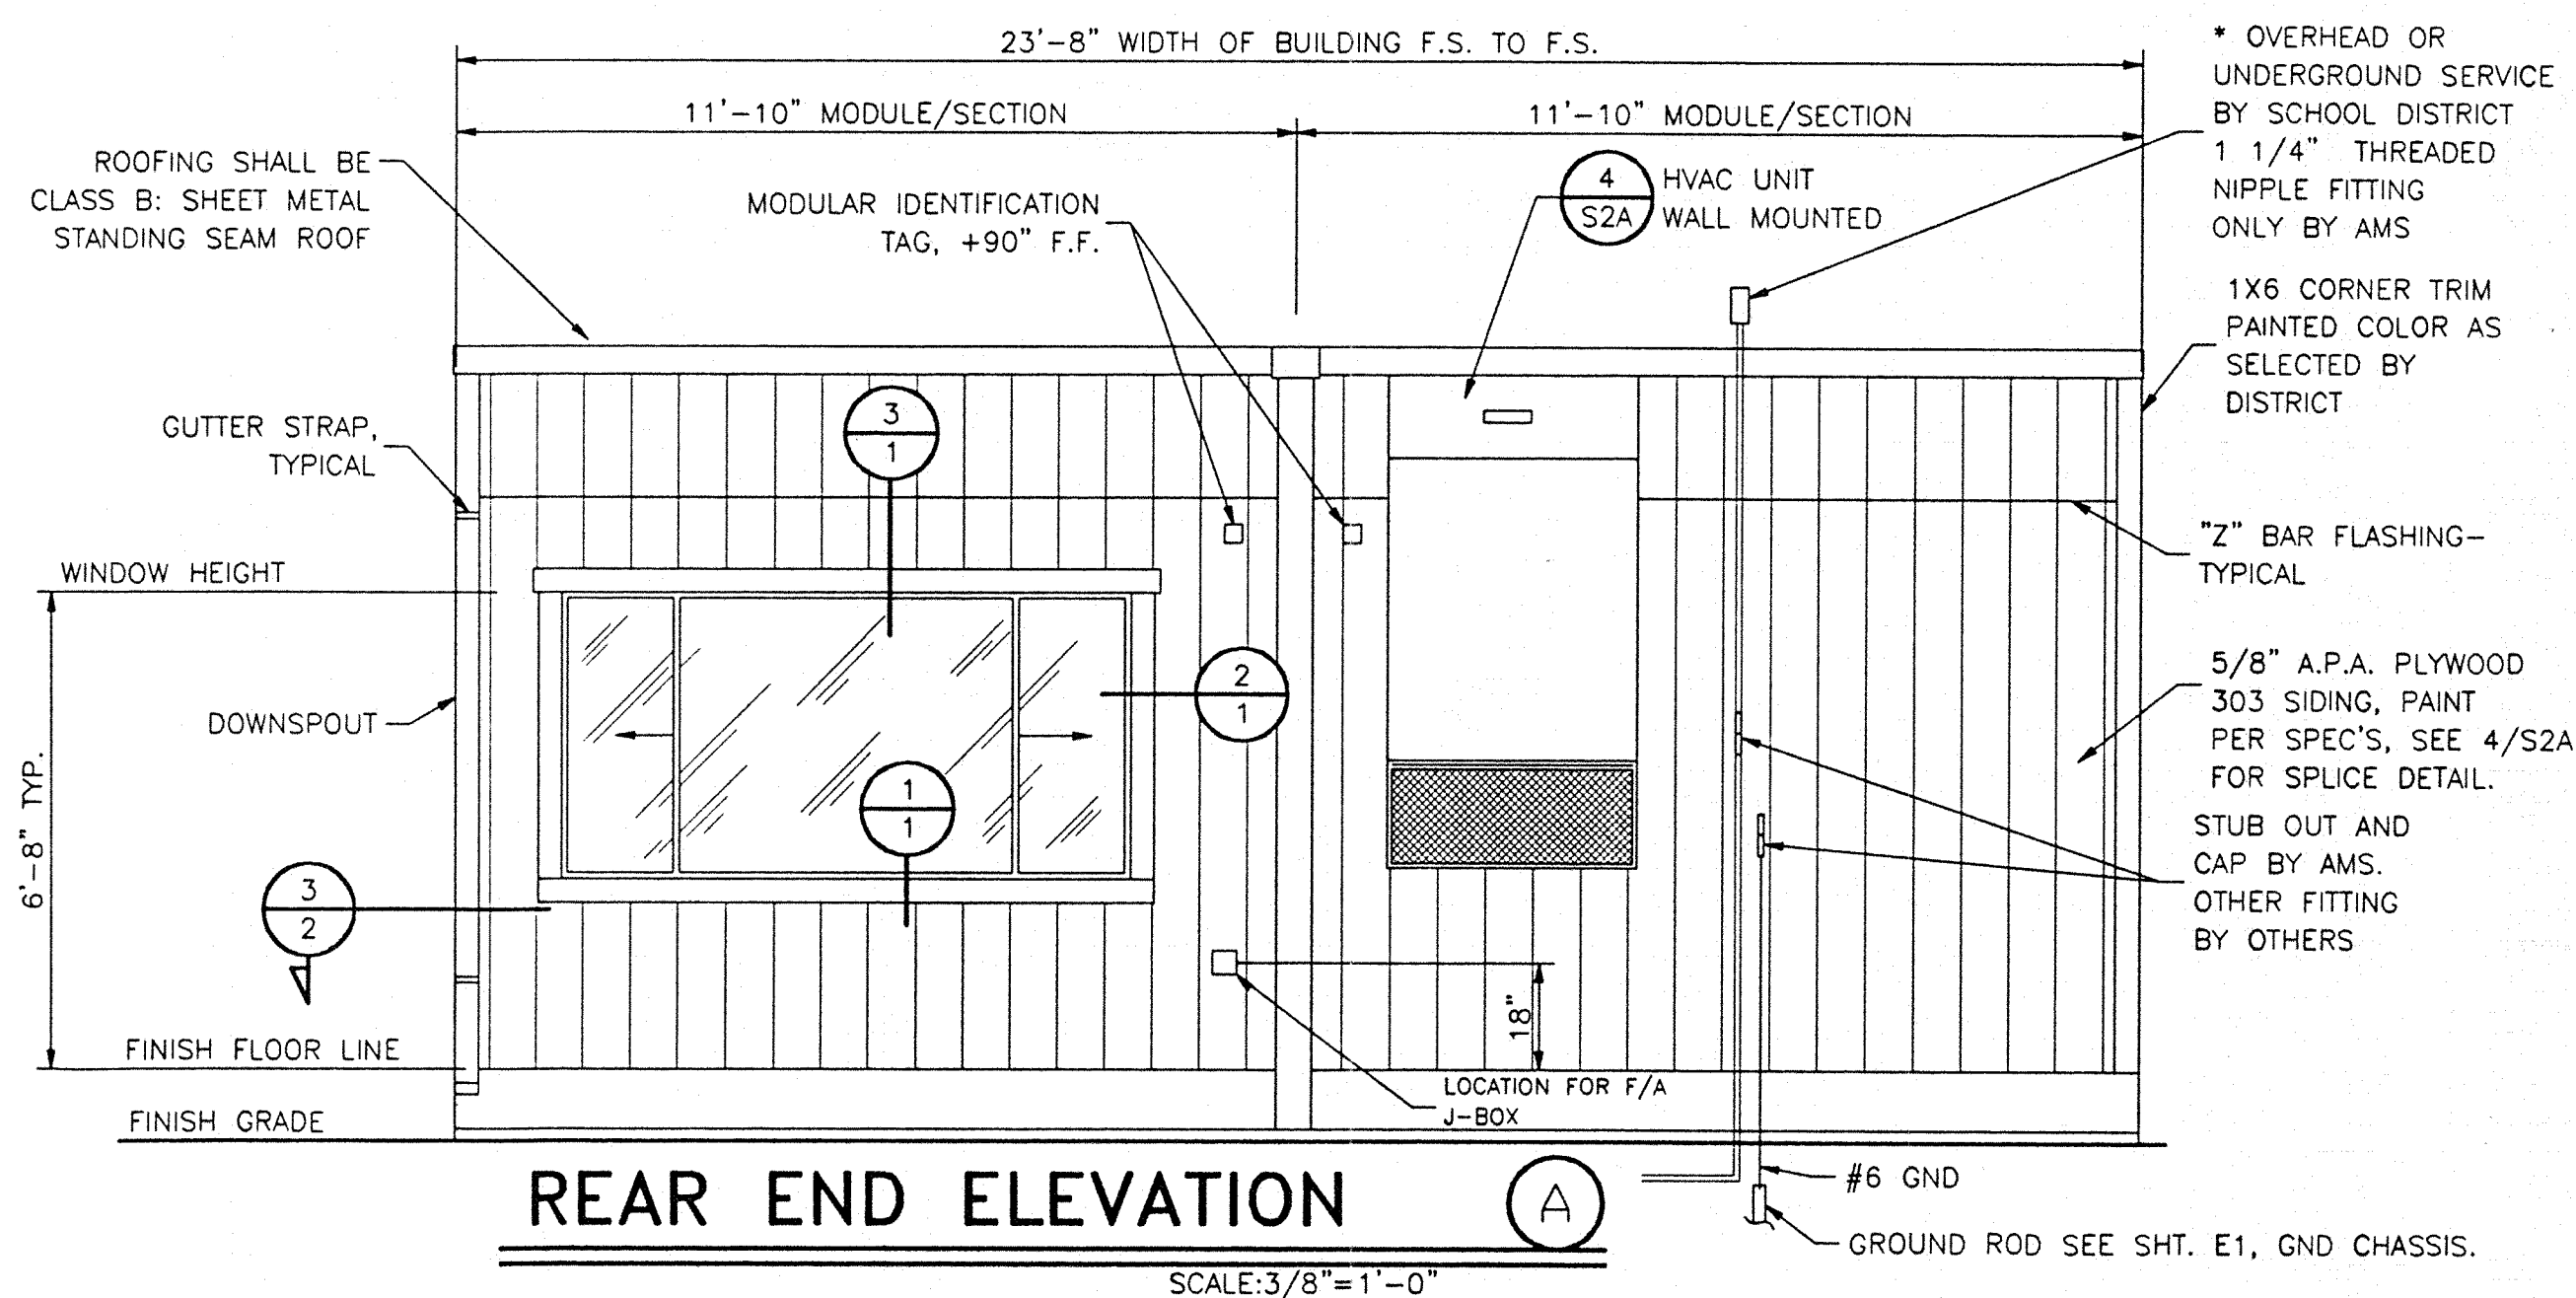 23'-8" WIDTH OF BUILDING F.S. TO F.S.
11'-10" MODULE/SECTION
11'-10" MODULE/SECTION
* OVERHEAD OR
UNDERGROUND SERVICE
BY SCHOOL DISTRICT
1 1/4" THREADED
NIPPLE FITTING
ONLY BY AMS
ROOFING SHALL BE
CLASS B: SHEET METAL
STANDING SEAM ROOF
MODULAR IDENTIFICATION
TAG, +90" F.F.
4
S2A
HVAC UNIT
WALL MOUNTED
1X6 CORNER TRIM
PAINTED COLOR AS
SELECTED BY
DISTRICT
GUTTER STRAP,
TYPICAL
3
1
"Z" BAR FLASHING-
TYPICAL
WINDOW HEIGHT
6'-8" TYP.
DOWNSPOUT
2
1
5/8" A.P.A. PLYWOOD
303 SIDING, PAINT
PER SPEC'S, SEE 4/S2A
FOR SPLICE DETAIL.
1
1
STUB OUT AND
CAP BY AMS.
OTHER FITTING
BY OTHERS
3
2
18"
FINISH FLOOR LINE
LOCATION FOR F/A
J-BOX
FINISH GRADE
#6 GND
GROUND ROD SEE SHT. E1, GND CHASSIS.
REAR END ELEVATION
A
SCALE:3/8"=1'-0"